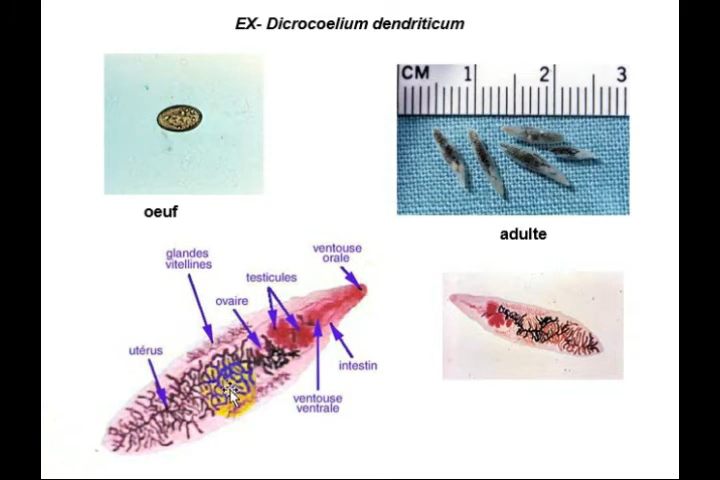 EX- Dicrocoelium dendriticum
CM 1 2 3
oeuf
adulte
glandes
vitellines
ventouse
orale
testicules
ovaire
utérus
intestin
ventouse
ventrale